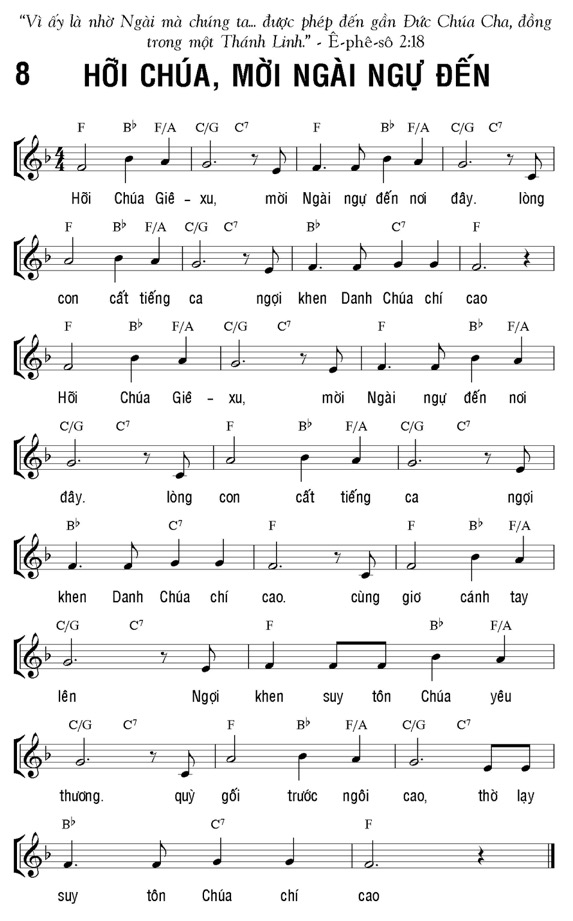 “Vì ấy là nhờ Ngài mà chúng ta... được phép đến gần Đức Chúa Cha, đồng
trong một Thánh Linh.” - Ê-phê-sô 2:18
8 HỠI CHÚA, MỜI NGÀI NGỰ ĐẾN
F B♭ F/A C/G C7 F B♭ F/A C/G C7
4/4
Hỡi Chúa Giê-xu, mời Ngài ngự đến nơi đây. lòng
F B♭ F/A C/G C7 B♭ C7 F
con cất tiếng ca ngợi khen Danh Chúa chí cao
F B♭ F/A C/G C7 F B♭ F/A
Hỡi Chúa Giê-xu, mời Ngài ngự đến nơi
C/G C7 F B♭ F/A C/G C7
đây. lòng con cất tiếng ca ngợi
B♭ C7 F F B♭ F/A
khen Danh Chúa chí cao. cùng giơ cánh tay
C/G C7 F B♭ F/A
lên Ngợi khen suy tôn Chúa yêu
C/G C7 F B♭ F/A C/G C7
thương. quỳ gối trước ngôi cao, thờ lạy
B♭ C7 F
suy tôn Chúa chí cao